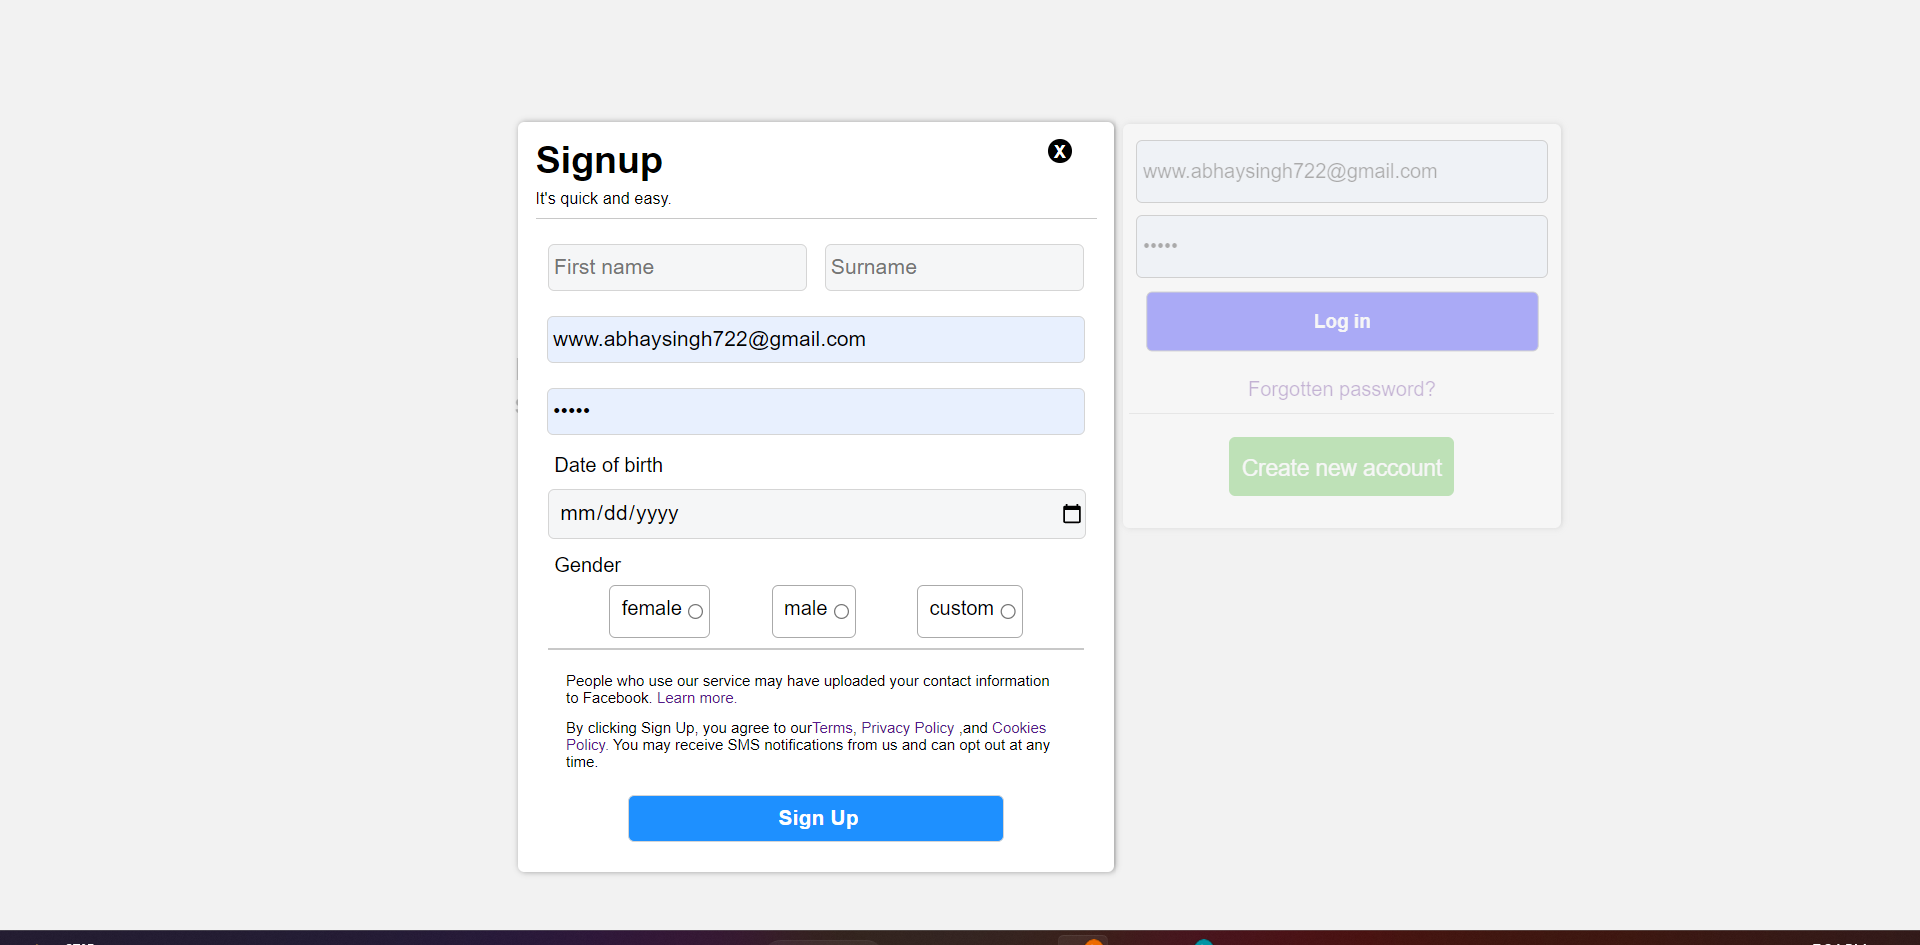 Signup
X
It's quick and easy.
First name
Surname
www.abhaysingh722@gmail.com
•••••
Date of birth
mm/dd/yyyy
Gender
female
male
custom
People who use our service may have uploaded your contact information
to Facebook. Learn more.
By clicking Sign Up, you agree to ourTerms, Privacy Policy ,and Cookies
Policy. You may receive SMS notifications from us and can opt out at any
time.
Sign Up
www.abhaysingh722@gmail.com
•••••
Log in
Forgotten password?
Create new account